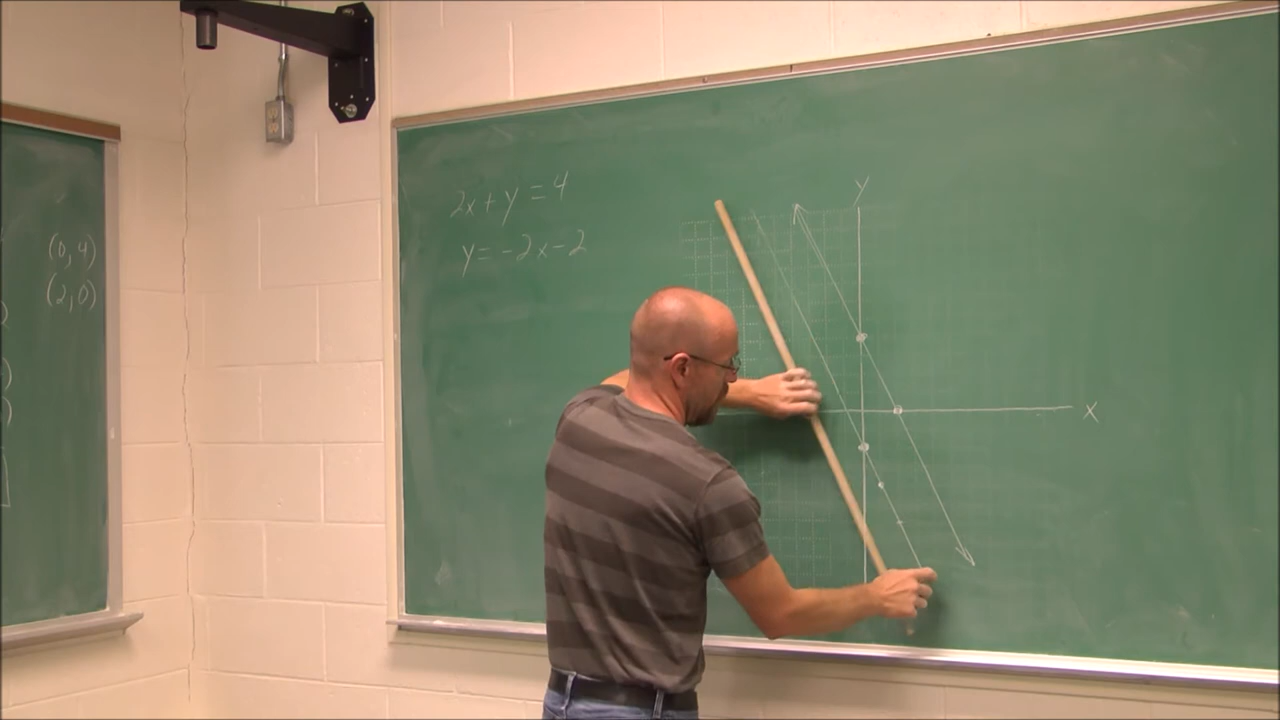 (0, 4)
(2, 0)
2x + y = 4
y = -2x - 2
Y
X